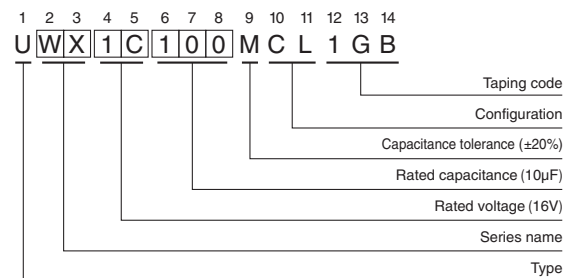 1 2 3 4 5 6 7 8 9 10 11 12 13 14
U W X 1 C 1 0 0 M C L 1 G B
Taping code
Configuration
Capacitance tolerance (±20%)
Rated capacitance (10µF)
Rated voltage (16V)
Series name
Type